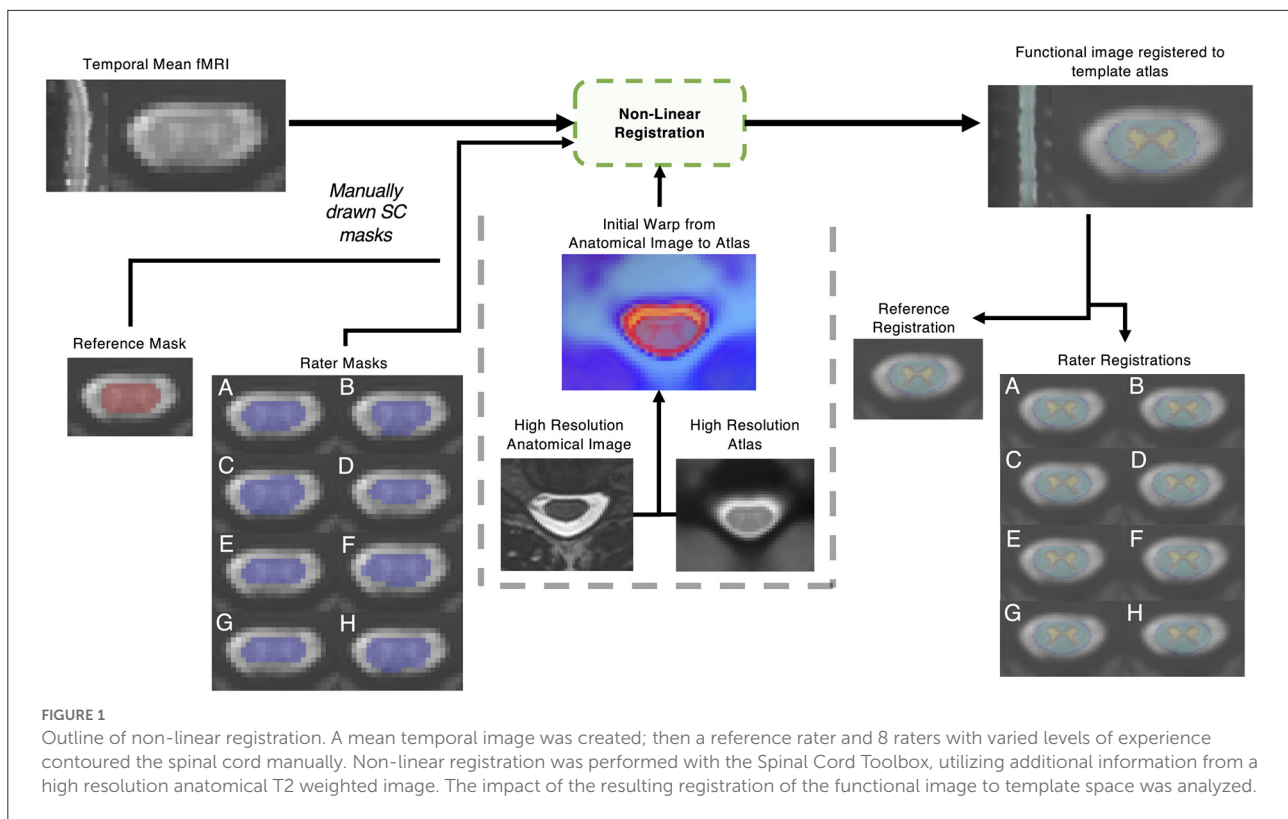 Temporal Mean fMRI
Non-Linear
Registration
Functional image registered to
template atlas
Manually
drawn SC
masks
Initial Warp from
Anatomical Image to Atlas
Reference Mask
Rater Masks
A B
C D
E F
G H
High Resolution
Anatomical Image
High Resolution
Atlas
Reference
Registration
Rater Registrations
A B
C D
E F
G H
FIGURE 1
Outline of non-linear registration. A mean temporal image was created; then a reference rater and 8 raters with varied levels of experience
contoured the spinal cord manually. Non-linear registration was performed with the Spinal Cord Toolbox, utilizing additional information from a
high resolution anatomical T2 weighted image. The impact of the resulting registration of the functional image to template space was analyzed.